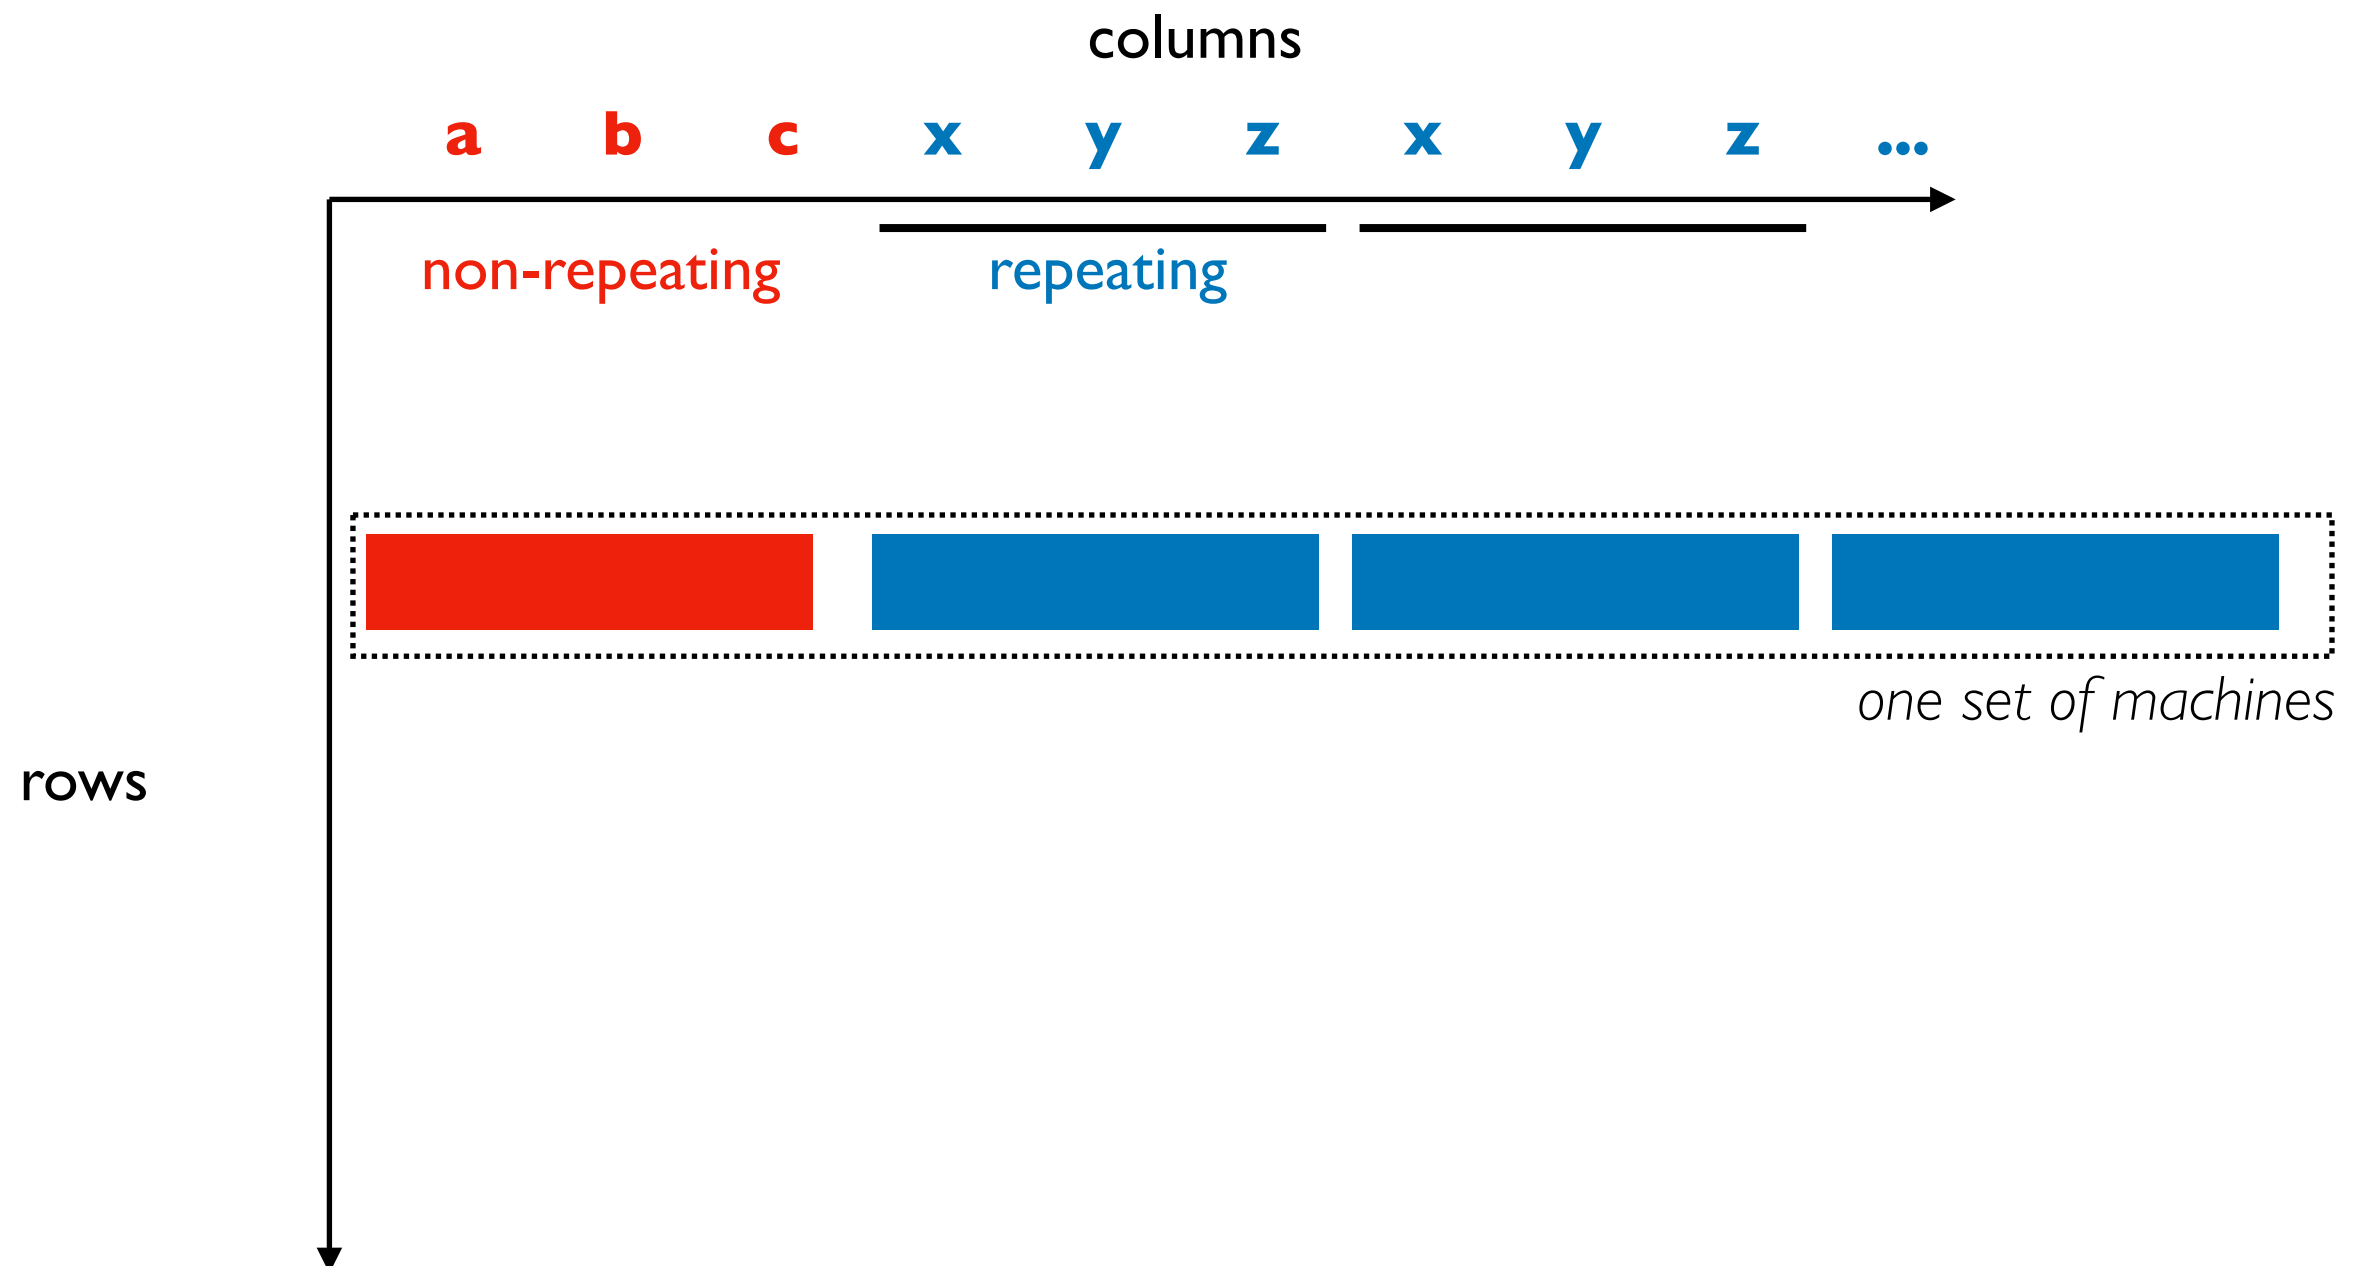 columns
a b c x y z x y z ...
non-repeating repeating
one set of machines
rows